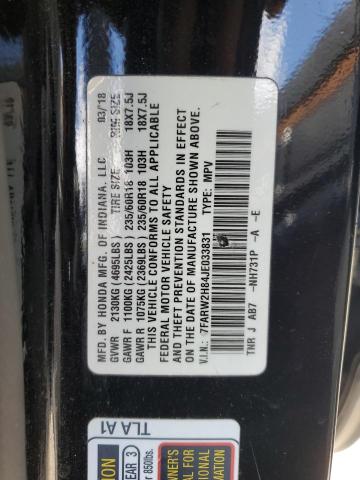 MFD. BY HONDA MFG. OF INDIANA, LLC 03/18
TIRE SIZE RIM SIZE
GVWR 2130KG (4695LBS)
GAWR F 1100KG (2425LBS) 235/60R18 103H 18X7.5J
GAWR R 1075KG (2369LBS) 235/60R18 103H 18X7.5J
THIS VEHICLE CONFORMS TO ALL APPLICABLE
FEDERAL MOTOR VEHICLE SAFETY
AND THEFT PREVENTION STANDARDS IN EFFECT
ON THE DATE OF MANUFACTURE SHOWN ABOVE.
V.I.N.: 7FARW2H84JE033831 TYPE: MPV
TNR J AB7 -NH731P -A -E
TLA A1
YEAR 3
850lbs.